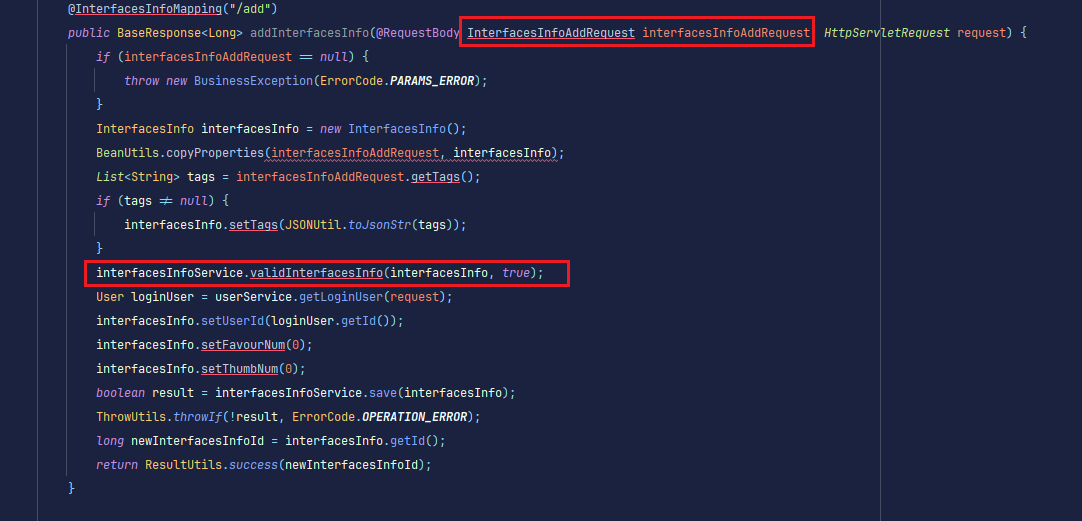 @InterfacesInfoMapping("/add")
public BaseResponse<Long> addInterfacesInfo(@RequestBody InterfacesInfoAddRequest interfacesInfoAddRequest, HttpServletRequest request) {
if (interfacesInfoAddRequest == null) {
throw new BusinessException(ErrorCode.PARAMS_ERROR);
}
InterfacesInfo interfacesInfo = new InterfacesInfo();
BeanUtils.copyProperties(interfacesInfoAddRequest, interfacesInfo);
List<String> tags = interfacesInfoAddRequest.getTags();
if (tags != null) {
interfacesInfo.setTags(JSONUtil.toJsonStr(tags));
}
interfacesInfoService.validInterfacesInfo(interfacesInfo, true);
User loginUser = userService.getLoginUser(request);
interfacesInfo.setUserId(loginUser.getId());
interfacesInfo.setFavourNum(0);
interfacesInfo.setThumbNum(0);
boolean result = interfacesInfoService.save(interfacesInfo);
ThrowUtils.throwIf(!result, ErrorCode.OPERATION_ERROR);
long newInterfacesInfoId = interfacesInfo.getId();
return ResultUtils.success(newInterfacesInfoId);
}